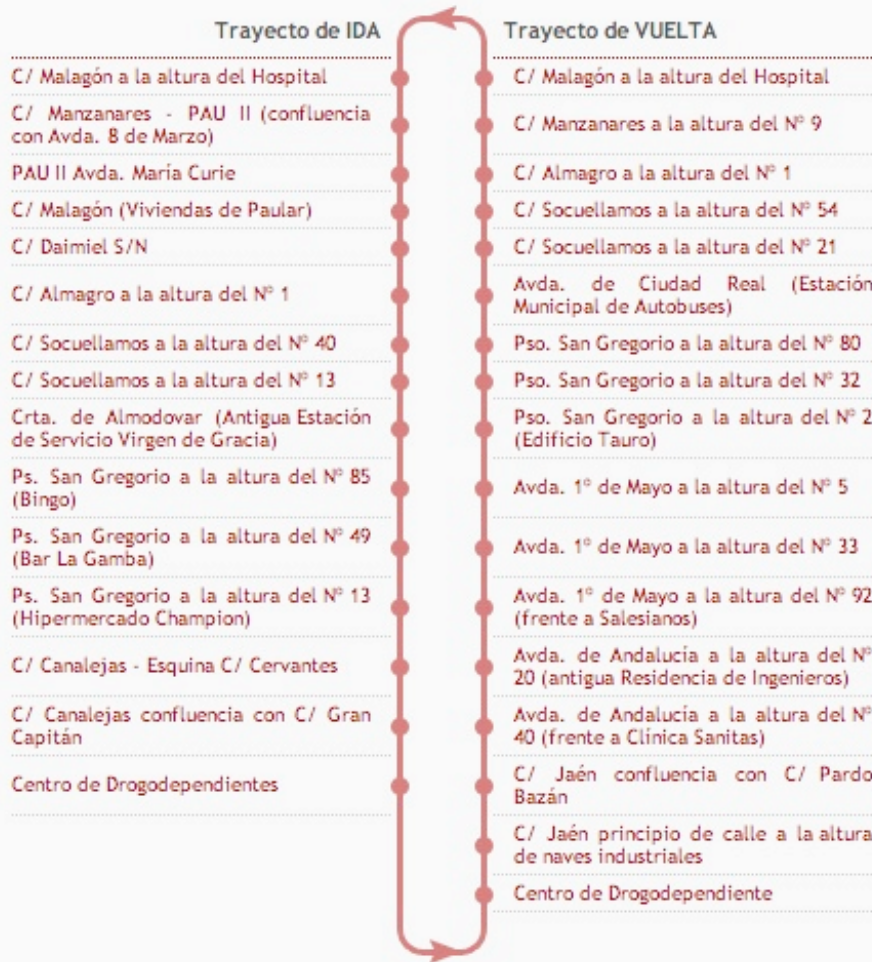 Trayecto de IDA
C/ Malagón a la altura del Hospital
C/ Manzanares - PAU II (confluencia
con Avda. 8 de Marzo)
PAU II Avda. María Curie
C/ Malagón (Viviendas de Paular)
C/ Daimiel S/N
C/ Almagro a la altura del Nº 1
C/ Socuellamos a la altura del Nº 40
C/ Socuellamos a la altura del Nº 13
Crta. de Almodovar (Antigua Estación
de Servicio Virgen de Gracia)
Ps. San Gregorio a la altura del Nº 85
(Bingo)
Ps. San Gregorio a la altura del Nº 49
(Bar La Gamba)
Ps. San Gregorio a la altura del Nº 13
(Hipermercado Champion)
C/ Canalejas - Esquina C/ Cervantes
C/ Canalejas confluencia con C/ Gran
Capitán
Centro de Drogodependientes
Trayecto de VUELTA
C/ Malagón a la altura del Hospital
C/ Manzanares a la altura del Nº 9
C/ Almagro a la altura del Nº 1
C/ Socuellamos a la altura del Nº 54
C/ Socuellamos a la altura del Nº 21
Avda. de Ciudad Real (Estación
Municipal de Autobuses)
Pso. San Gregorio a la altura del Nº 80
Pso. San Gregorio a la altura del Nº 32
Pso. San Gregorio a la altura del Nº 2
(Edificio Tauro)
Avda. 1º de Mayo a la altura del Nº 5
Avda. 1º de Mayo a la altura del Nº 33
Avda. 1º de Mayo a la altura del Nº 92
(frente a Salesianos)
Avda. de Andalucía a la altura del Nº
20 (antigua Residencia de Ingenieros)
Avda. de Andalucía a la altura del Nº
40 (frente a Clínica Sanitas)
C/ Jaén confluencia con C/ Pardo
Bazán
C/ Jaén principio de calle a la altura
de naves industriales
Centro de Drogodependiente